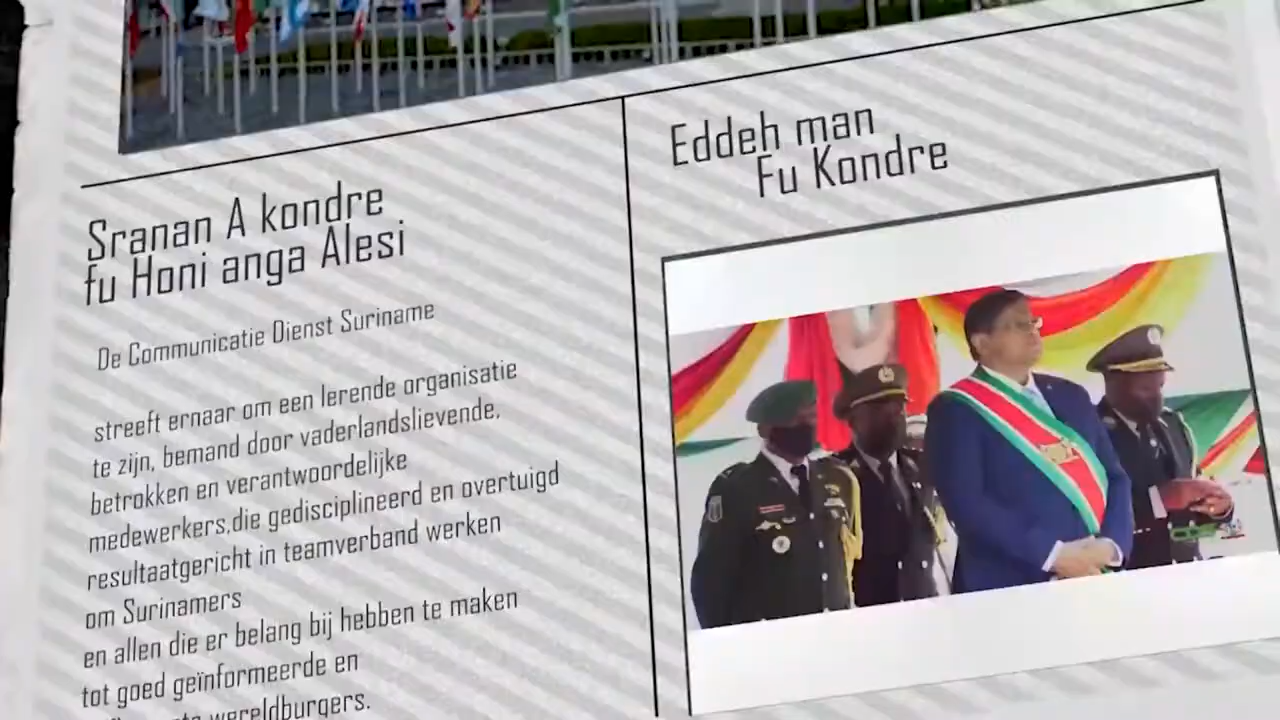 Sranan A kondre
fu Honi anga Alesi
De Communicatie Dienst Suriname
streeft ernaar om een lerende organisatie
te zijn, bemand door vaderlandslievende,
betrokken en verantwoordelijke
medewerkers,die gedisciplineerd en overtuigd
resultaatgericht in teamverband werken
om Surinamers
en allen die er belang bij hebben te maken
tot goed geïnformeerde en
wereldburgers.
Eddeh man
Fu Kondre